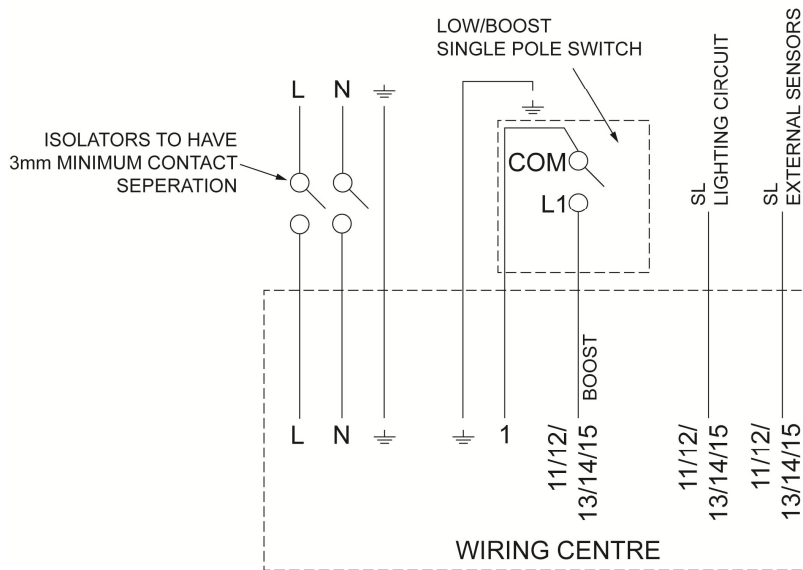 LOW/BOOST
SINGLE POLE SWITCH
L
N
ISOLATORS TO HAVE
3mm MINIMUM CONTACT
SEPERATION
COM
L1
SL
LIGHTING CIRCUIT
SL
EXTERNAL SENSORS
BOOST
L
N
1
11/12/
13/14/15
11/12/
13/14/15
11/12/
13/14/15
WIRING CENTRE